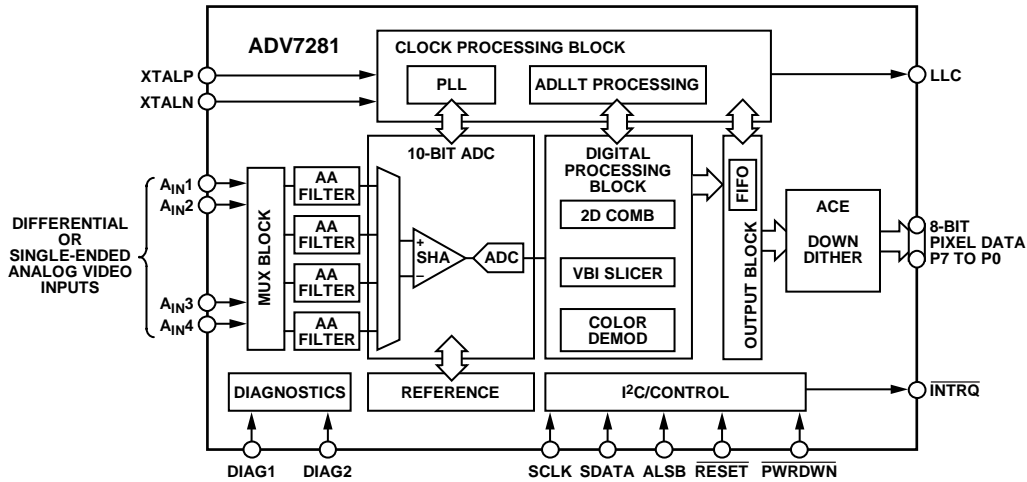 ADV7281
CLOCK PROCESSING BLOCK
PLL
ADLLT PROCESSING
XTALP
XTALN
LLC
10-BIT ADC
DIGITAL
PROCESSING
BLOCK
2D COMB
VBI SLICER
COLOR
DEMOD
DIFFERENTIAL
OR
SINGLE-ENDED
ANALOG VIDEO
INPUTS
AIN1
AIN2
AIN3
AIN4
MUX BLOCK
AA
FILTER
AA
FILTER
AA
FILTER
AA
FILTER
+
SHA
–
ADC
OUTPUT BLOCK
FIFO
ACE
DOWN
DITHER
8-BIT
PIXEL DATA
P7 TO P0
DIAGNOSTICS
REFERENCE
I2C/CONTROL
INTRQ
DIAG1
DIAG2
SCLK
SDATA
ALSB
RESET
PWRDWN